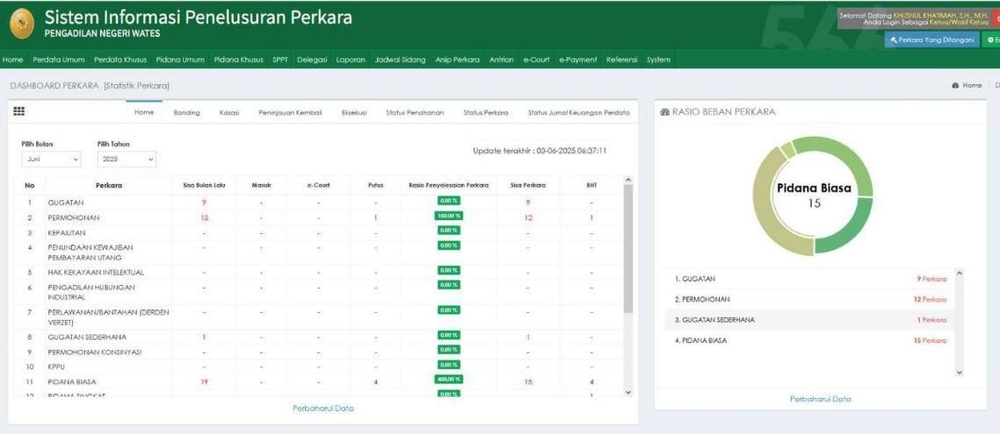 Sistem Informasi Penelusuran Perkara
PENGADILAN NEGERI WATES
Selamat Datang KHUSNUL KHATIMAH, S.H., M.H.
Anda Login Sebagai Ketua/Wakil Ketua
Perkara Yang Ditangani
Home Perdata Umum Perdata Khusus Pidana Umum Pidana Khusus SPPT Delegasi Laporan Jadwal Sidang Arsip Perkara Antrian e-Court e-Payment Referensi System
DASHBOARD PERKARA [Statistik Perkara]
Home
Home Banding Kasasi Peninjauan Kembali Eksekusi Status Penahanan Status Perkara Status Jurnal Keuangan Perdata
Pilih Bulan Pilih Tahun
Juni 2025
Update terakhir : 03-06-2025 06:37:11
No Perkara Sisa Bulan Lalu Masuk e-Court Putus Rasio Penyelesaian Perkara Sisa Perkara BHT
1 GUGATAN 9 - - - 0,00 % 9 -
2 PERMOHONAN 13 - - 1 100,00 % 12 1
3 KEPAILITAN - - - - 0,00 % - -
4 PENUNDAAN KEWAJIBAN - - - - 0,00 % - -
PEMBAYARAN UTANG
5 HAK KEKAYAAN INTELEKTUAL - - - - 0,00 % - -
6 PENGADILAN HUBUNGAN - - - - 0,00 % - -
INDUSTRIAL
7 PERLAWANAN/BANTAHAN (DERDEN - - - - 0,00 % - -
VERZET)
8 GUGATAN SEDERHANA 1 - - - 0,00 % 1 -
9 PERMOHONAN KONSINYASI - - - - 0,00 % - -
10 KPPU - - - - 0,00 % - -
11 PIDANA BIASA 19 - - 4 400,00 % 15 4
12 PIDANA SINGKAT 0,00 % 1
Perbaharui Data
RASIO BEBAN PERKARA
Pidana Biasa
15
1. GUGATAN 9 Perkara
2. PERMOHONAN 12 Perkara
3. GUGATAN SEDERHANA 1 Perkara
4. PIDANA BIASA 15 Perkara
Perbaharui Data